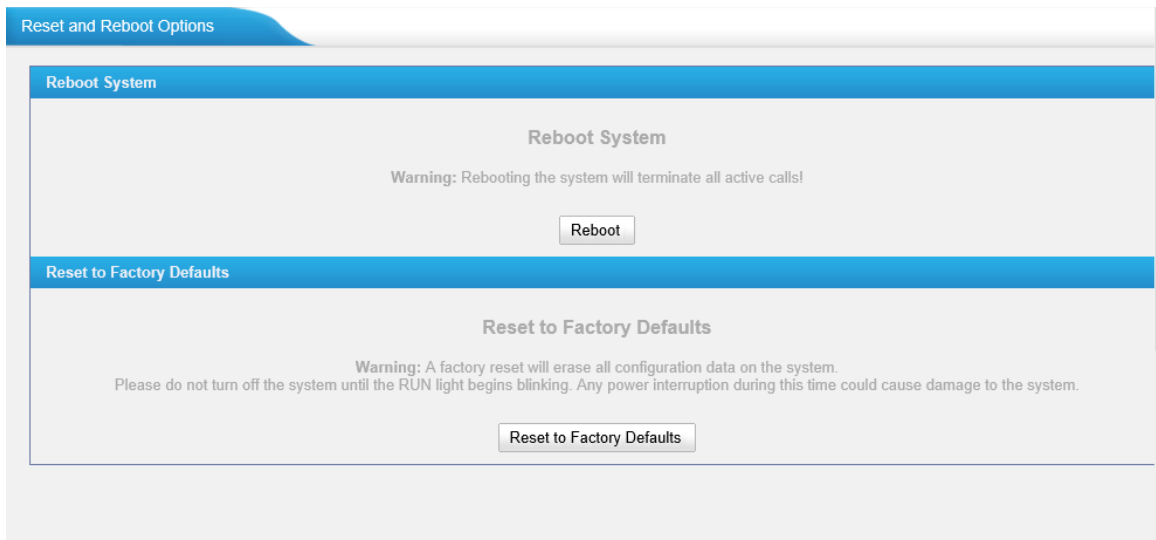 Reset and Reboot Options
Reboot System
Reboot System
Warning: Rebooting the system will terminate all active calls!
Reboot
Reset to Factory Defaults
Reset to Factory Defaults
Warning: A factory reset will erase all configuration data on the system.
Please do not turn off the system until the RUN light begins blinking. Any power interruption during this time could cause damage to the system.
Reset to Factory Defaults